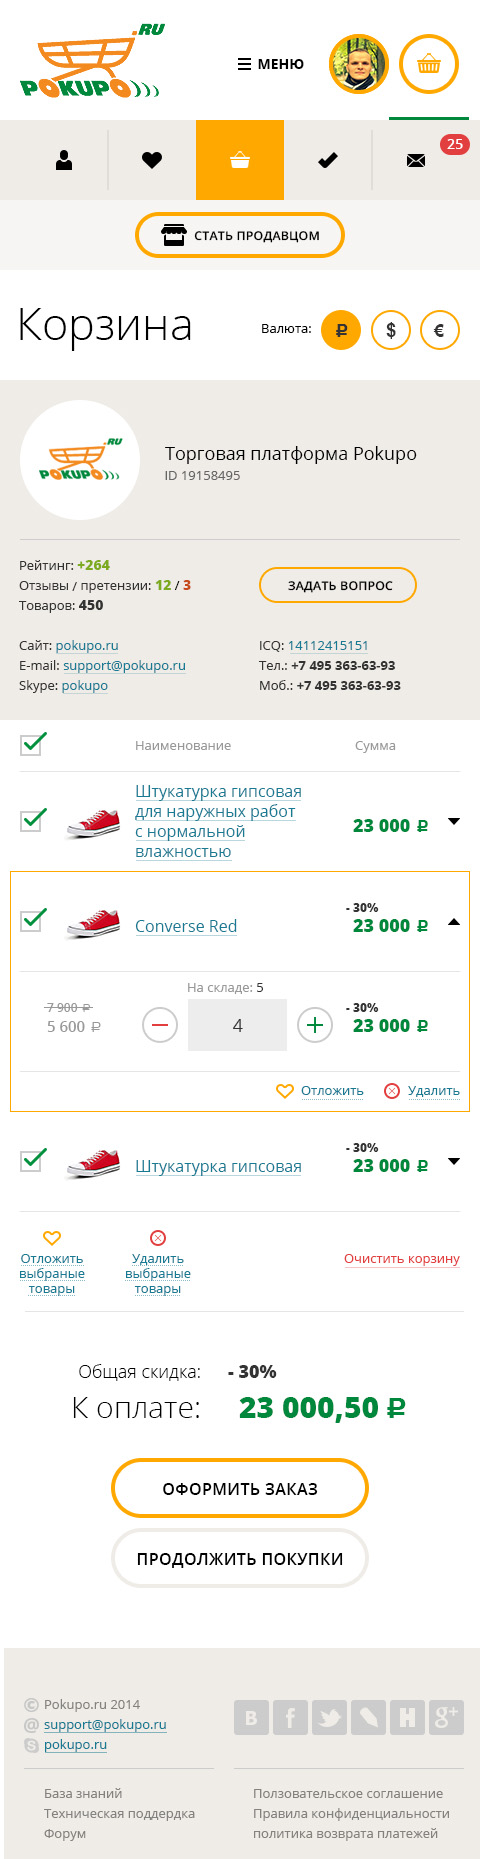 POKUPO.RU
МЕНЮ
25
СТАТЬ ПРОДАВЦОМ
Корзина
Валюта: ₽ $ €
POKUPO.RU
Торговая платформа Pokupo
ID 19158495
Рейтинг: +264
Отзывы / претензии: 12 / 3
Товаров: 450
ЗАДАТЬ ВОПРОС
Сайт: pokupo.ru
E-mail: support@pokupo.ru
Skype: pokupo
ICQ: 14112415151
Тел.: +7 495 363-63-93
Моб.: +7 495 363-63-93
Наименование Сумма
Штукатурка гипсовая
для наружных работ
с нормальной
влажностью
23 000 ₽
Converse Red
- 30%
23 000 ₽
На складе: 5
7 900 ₽
5 600 ₽
4
- 30%
23 000 ₽
Отложить Удалить
Штукатурка гипсовая
- 30%
23 000 ₽
Отложить
выбраные
товары
Удалить
выбраные
товары
Очистить корзину
Общая скидка: - 30%
К оплате: 23 000,50 ₽
ОФОРМИТЬ ЗАКАЗ
ПРОДОЛЖИТЬ ПОКУПКИ
© Pokupo.ru 2014
@ support@pokupo.ru
pokupo.ru
В f g+
База знаний
Техническая поддердка
Форум
Ползовательское соглашение
Правила конфиденциальности
политика возврата платежей